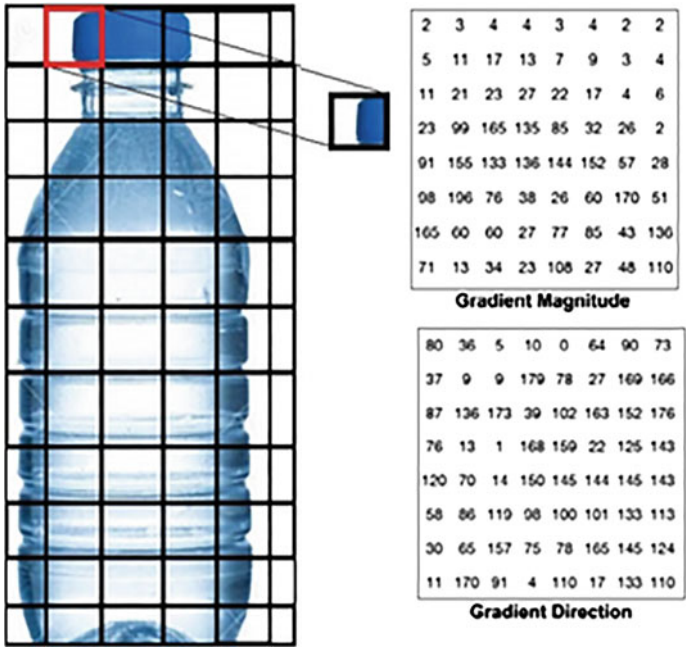 2 3 4 4 3 4 2 2
5 11 17 13 7 9 3 4
11 21 23 27 22 17 4 6
23 99 165 135 85 32 26 2
91 155 133 136 144 152 57 28
98 196 76 38 26 60 170 51
165 60 60 27 77 85 43 136
71 13 34 23 108 27 48 110
Gradient Magnitude
80 36 5 10 0 64 90 73
37 9 9 179 78 27 169 166
87 136 173 39 102 163 152 176
76 13 1 168 159 22 125 143
120 70 14 150 145 144 145 143
58 86 119 98 100 101 133 113
30 65 157 75 78 165 145 124
11 170 91 4 110 17 133 110
Gradient Direction